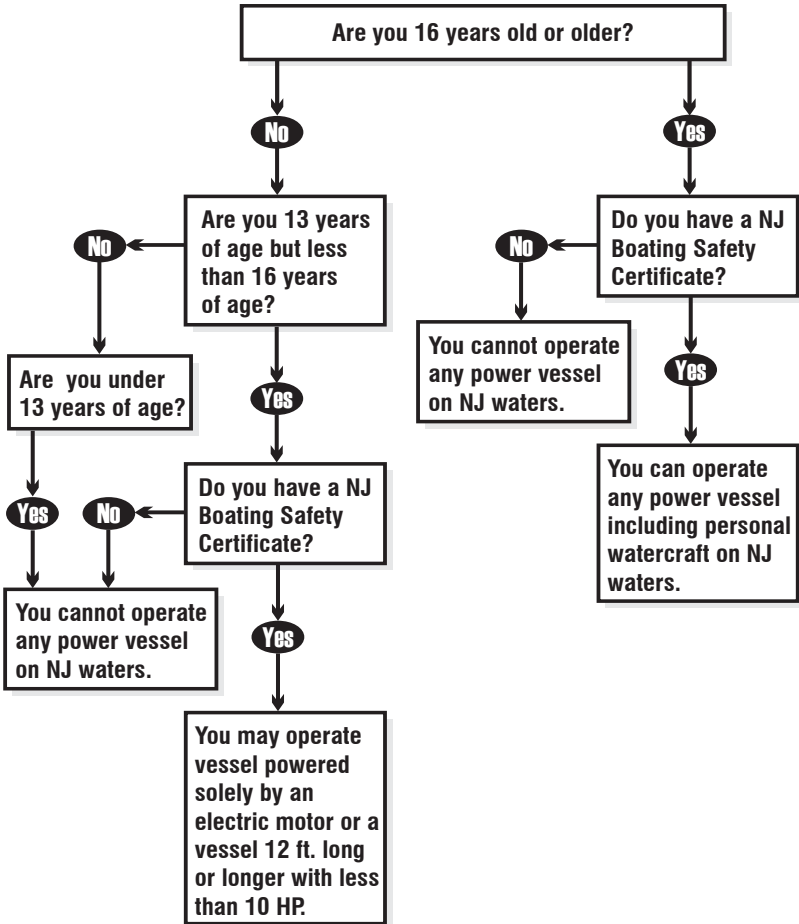 Are you 16 years old or older?
No
Yes
Are you 13 years
of age but less
than 16 years
of age?
No
Do you have a NJ
Boating Safety
Certificate?
No
You cannot operate
any power vessel
on NJ waters.
Yes
Are you under
13 years of age?
Yes
You can operate
any power vessel
including personal
watercraft on NJ
waters.
Do you have a NJ
Boating Safety
Certificate?
Yes
No
You cannot operate
any power vessel
on NJ waters.
Yes
You may operate
vessel powered
solely by an
electric motor or a
vessel 12 ft. long
or longer with less
than 10 HP.